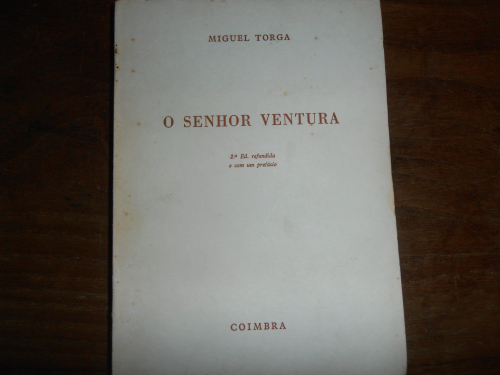 MIGUEL TORGA
O SENHOR VENTURA
2.ª Ed. refundida
e com um prefácio
COIMBRA